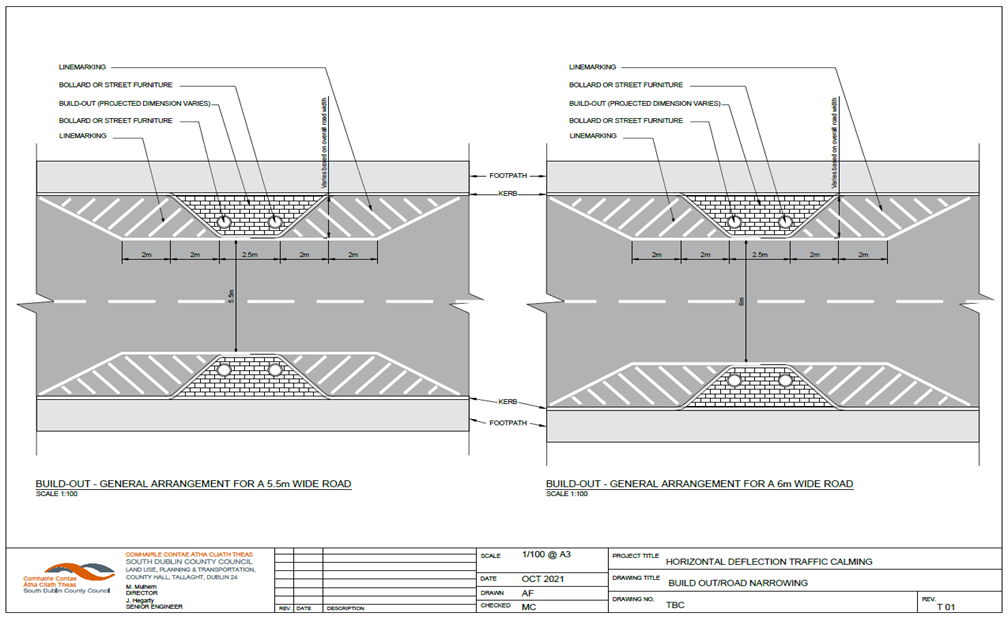 LINEMARKING
BOLLARD OR STREET FURNITURE
BUILD-OUT (PROJECTED DIMENSION VARIES)
BOLLARD OR STREET FURNITURE
LINEMARKING
Varies based on overall road width
2m 2m 2.5m 2m 2m
5.5m
FOOTPATH
KERB
KERB
FOOTPATH
LINEMARKING
BOLLARD OR STREET FURNITURE
BUILD-OUT (PROJECTED DIMENSION VARIES)
BOLLARD OR STREET FURNITURE
LINEMARKING
Varies based on overall road width
2m 2m 2.5m 2m 2m
6m
BUILD-OUT - GENERAL ARRANGEMENT FOR A 5.5m WIDE ROAD
SCALE 1:100
BUILD-OUT - GENERAL ARRANGEMENT FOR A 6m WIDE ROAD
SCALE 1:100
Comhairle Contae
Átha Cliath Theas
South Dublin County Council
COMHAIRLE CONTAE ATHA CLIATH THEAS
SOUTH DUBLIN COUNTY COUNCIL
LAND USE, PLANNING & TRANSPORTATION,
COUNTY HALL, TALLAGHT, DUBLIN 24
M. Mulhern
DIRECTOR
J. Hegarty
SENIOR ENGINEER
REV. DATE DESCRIPTION
SCALE 1/100 @ A3
DATE OCT 2021
DRAWN AF
CHECKED MC
PROJECT TITLE HORIZONTAL DEFLECTION TRAFFIC CALMING
DRAWING TITLE BUILD OUT/ROAD NARROWING
DRAWING NO. TBC
REV. T 01